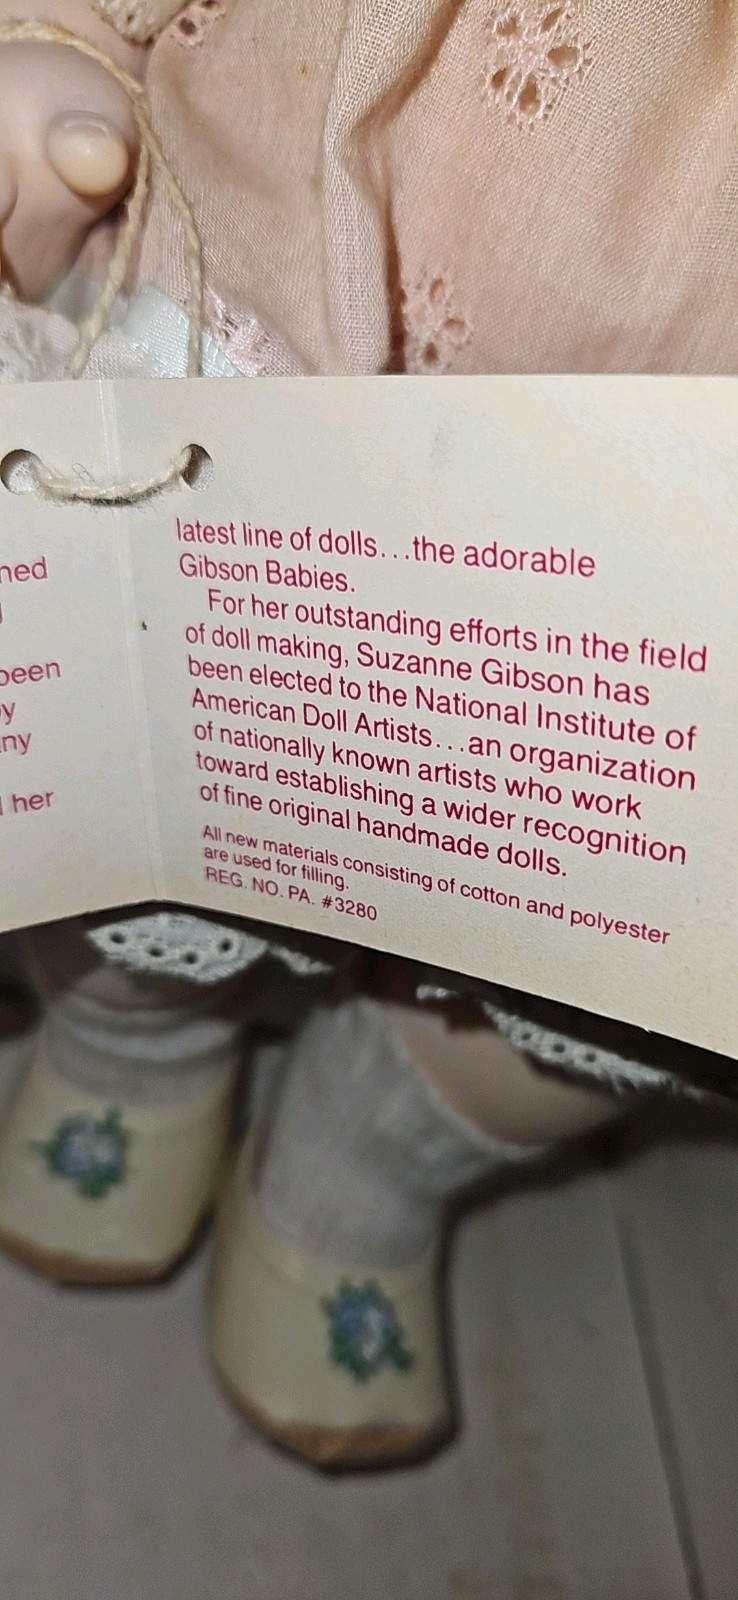 been
her
latest line of dolls...the adorable
Gibson Babies.
For her outstanding efforts in the field
of doll making, Suzanne Gibson has
been elected to the National Institute of
American Doll Artists...an organization
of nationally known artists who work
toward establishing a wider recognition
of fine original handmade dolls.
All new materials consisting of cotton and polyester
are used for filling.
REG. NO. PA. #3280